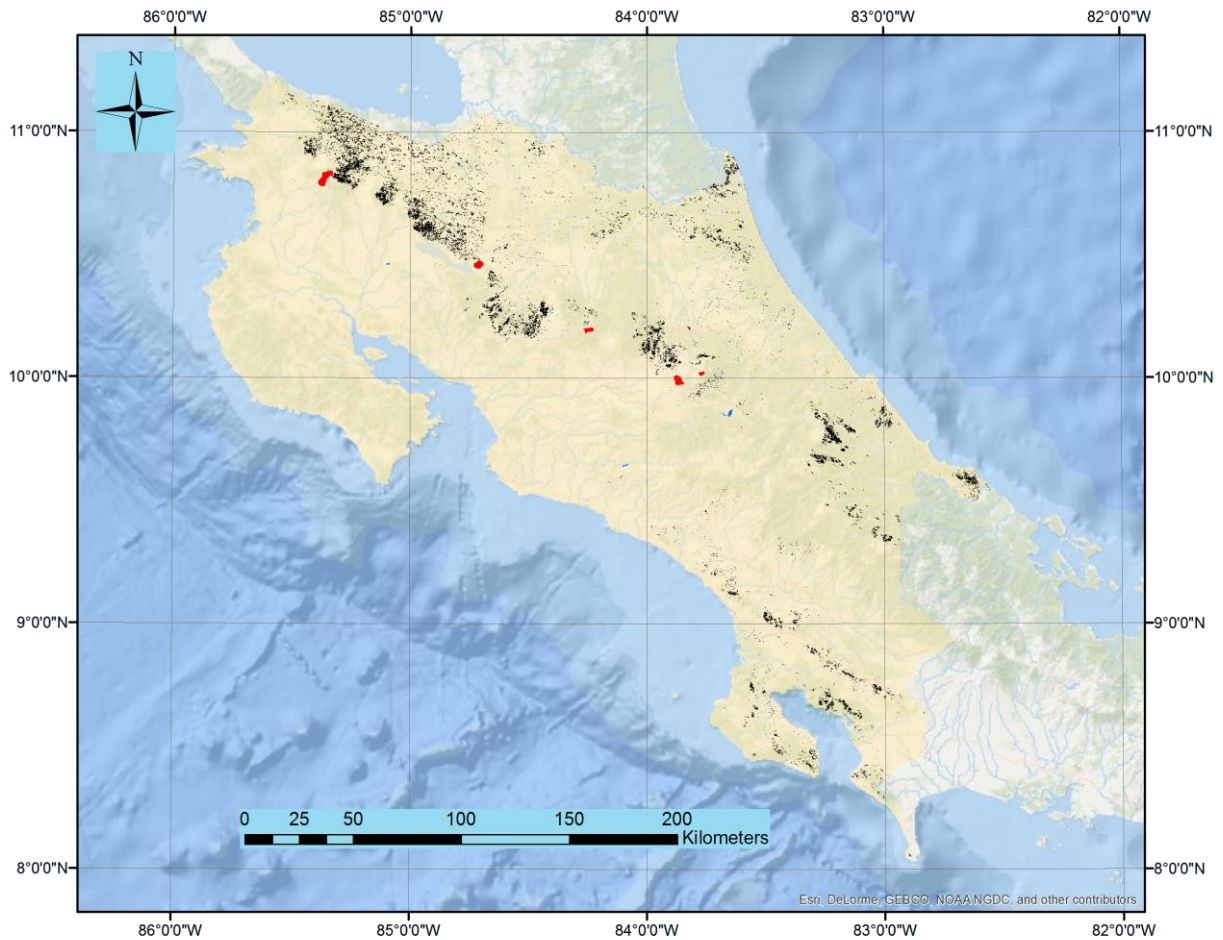 86°0'0"W 85°0'0"W 84°0'0"W 83°0'0"W 82°0'0"W
N
11°0'0"N 11°0'0"N
10°0'0"N 10°0'0"N
9°0'0"N 9°0'0"N
0 25 50 100 150 200
Kilometers
8°0'0"N 8°0'0"N
Esri, DeLorme, GEBCO, NOAA NGDC, and other contributors
86°0'0"W 85°0'0"W 84°0'0"W 83°0'0"W 82°0'0"W